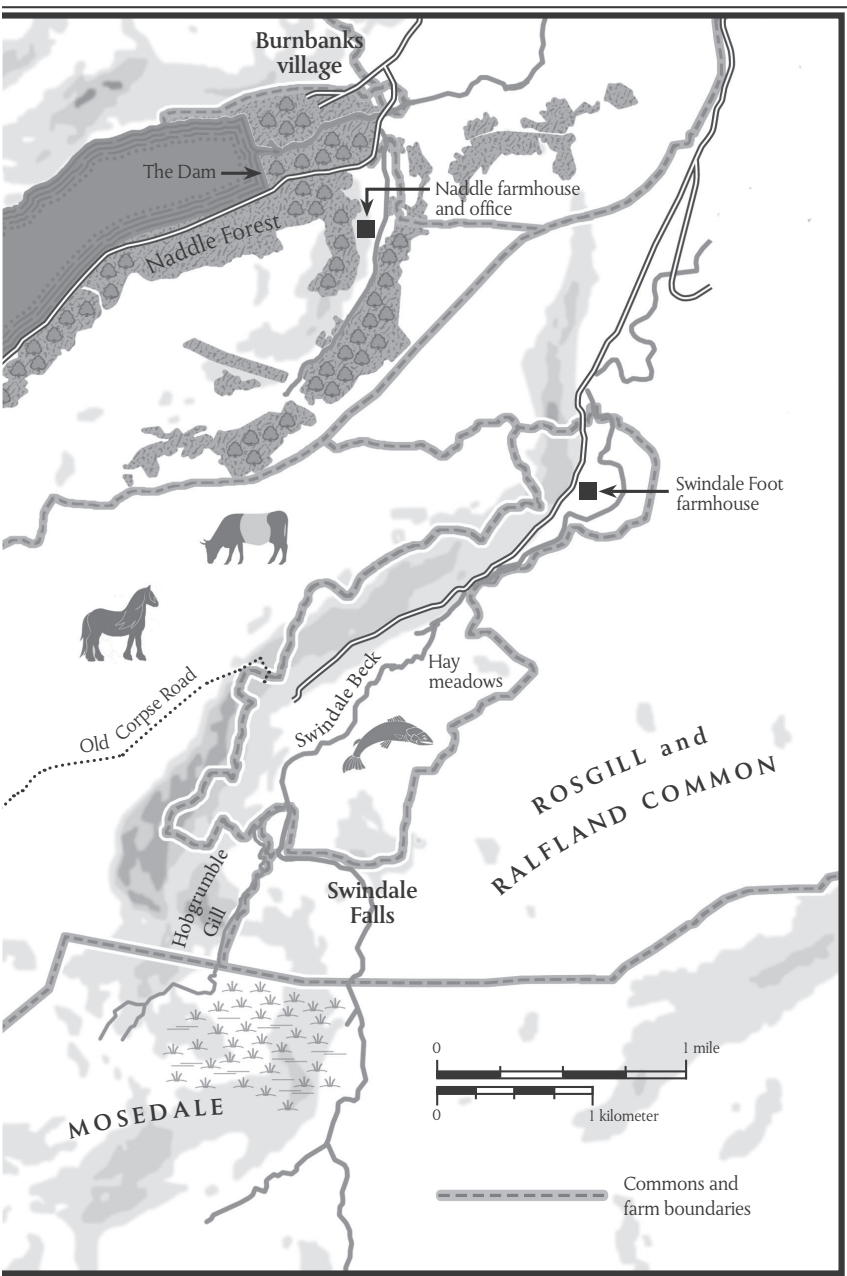 Burnbanks
village
The Dam
Naddle farmhouse
and office
Naddle Forest
Swindale Foot
farmhouse
Old Corpse Road
Swindale Beck
Hay
meadows
ROSGILL and
RALFLAND COMMON
Hobgrumble
Gill
Swindale
Falls
MOSEDALE
0
1 mile
0
1 kilometer
Commons and
farm boundaries